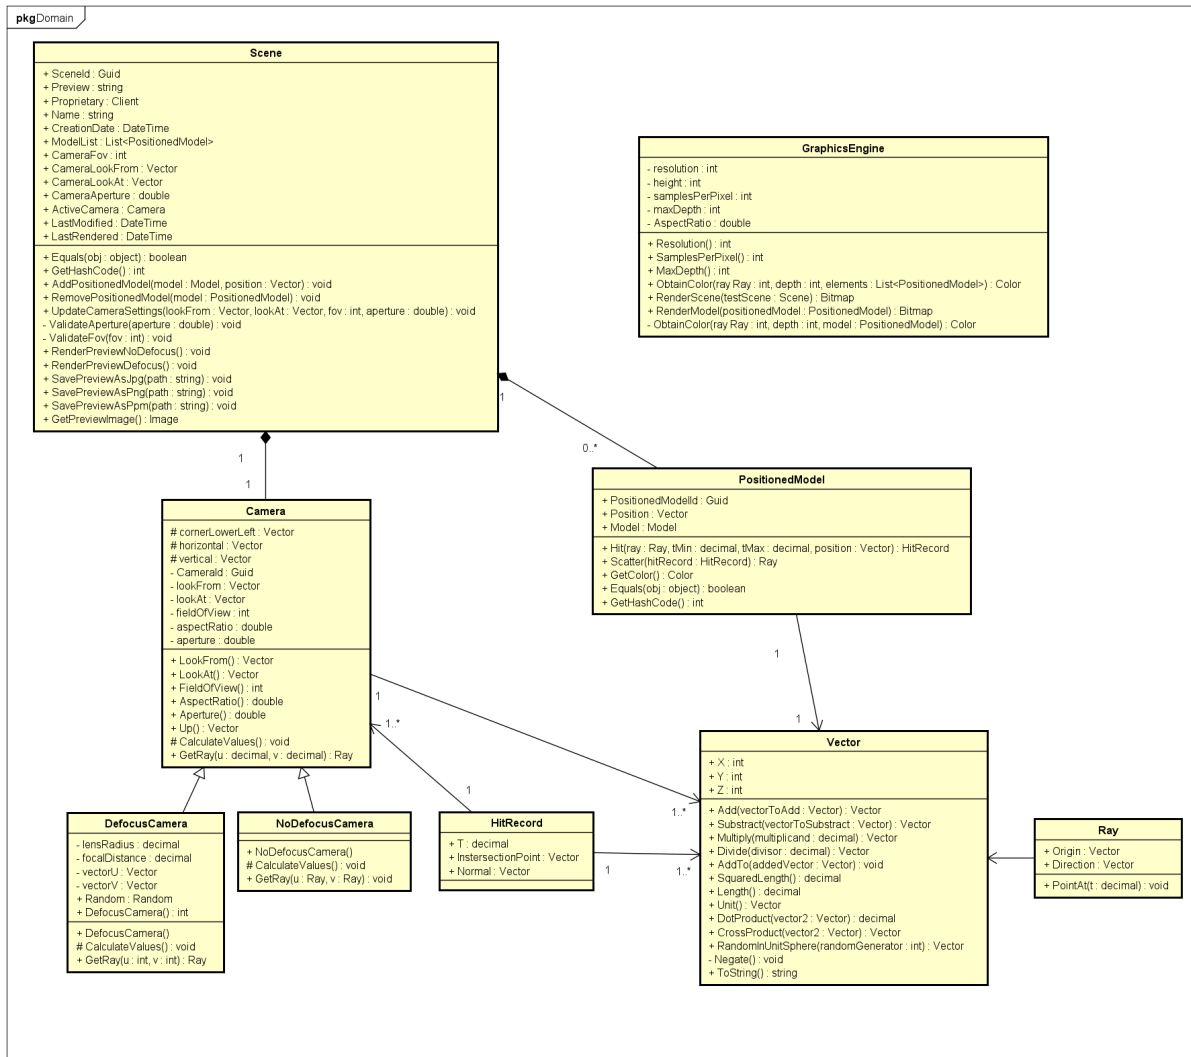 pkg Domain
Scene
+ SceneId : Guid
+ Preview : string
+ Proprietary : Client
+ Name : string
+ CreationDate : DateTime
+ ModelList : List<PositionedModel>
+ CameraFov : int
+ CameraLookFrom : Vector
+ CameraLookAt : Vector
+ CameraAperture : double
+ ActiveCamera : Camera
+ LastModified : DateTime
+ LastRendered : DateTime
+ Equals(obj : object) : boolean
+ GetHashCode() : int
+ AddPositionedModel(model : Model, position : Vector) : void
+ RemovePositionedModel(model : PositionedModel) : void
+ UpdateCameraSettings(lookFrom : Vector, lookAt : Vector, fov : int, aperture : double) : void
- ValidateAperture(aperture : double) : void
- ValidateFov(fov : int) : void
+ RenderPreviewNoDefocus() : void
+ RenderPreviewDefocus() : void
+ SavePreviewAsJpg(path : string) : void
+ SavePreviewAsPng(path : string) : void
+ SavePreviewAsPpm(path : string) : void
+ GetPreviewImage() : Image
GraphicsEngine
- resolution : int
- height : int
- samplesPerPixel : int
- maxDepth : int
- AspectRatio : double
+ Resolution() : int
+ SamplesPerPixel() : int
+ MaxDepth() : int
+ ObtainColor(ray Ray : int, depth : int, elements : List<PositionedModel>) : Color
+ RenderScene(testScene : Scene) : Bitmap
+ RenderModel(positionedModel : PositionedModel) : Bitmap
- ObtainColor(ray Ray : int, depth : int, model : PositionedModel) : Color
1
0..*
1
1
PositionedModel
+ PositionedModelId : Guid
+ Position : Vector
+ Model : Model
+ Hit(ray : Ray, tMin : decimal, tMax : decimal, position : Vector) : HitRecord
+ Scatter(hitRecord : HitRecord) : Ray
+ GetColor() : Color
+ Equals(obj : object) : boolean
+ GetHashCode() : int
Camera
# cornerLowerLeft : Vector
# horizontal : Vector
# vertical : Vector
- CameraId : Guid
- lookFrom : Vector
- lookAt : Vector
- fieldOfView : int
- aspectRatio : double
- aperture : double
+ LookFrom() : Vector
+ LookAt() : Vector
+ FieldOfView() : int
+ AspectRatio() : double
+ Aperture() : double
+ Up() : Vector
# CalculateValues() : void
+ GetRay(u : decimal, v : decimal) : Ray
1
1
1
1..*
1
1..*
1
1..*
DefocusCamera
- lensRadius : decimal
- focalDistance : decimal
- vectorU : Vector
- vectorV : Vector
+ Random : Random
+ DefocusCamera() : int
+ DefocusCamera()
# CalculateValues() : void
+ GetRay(u : int, v : int) : Ray
NoDefocusCamera
+ NoDefocusCamera()
# CalculateValues() : void
+ GetRay(u : Ray, v : Ray) : void
HitRecord
+ T : decimal
+ InstersectionPoint : Vector
+ Normal : Vector
Vector
+ X : int
+ Y : int
+ Z : int
+ Add(vectorToAdd : Vector) : Vector
+ Substract(vectorToSubstract : Vector) : Vector
+ Multiply(multiplicand : decimal) : Vector
+ Divide(divisor : decimal) : Vector
+ AddTo(addedVector : Vector) : void
+ SquaredLength() : decimal
+ Length() : decimal
+ Unit() : Vector
+ DotProduct(vector2 : Vector) : decimal
+ CrossProduct(vector2 : Vector) : Vector
+ RandomInUnitSphere(randomGenerator : int) : Vector
- Negate() : void
+ ToString() : string
Ray
+ Origin : Vector
+ Direction : Vector
+ PointAt(t : decimal) : void